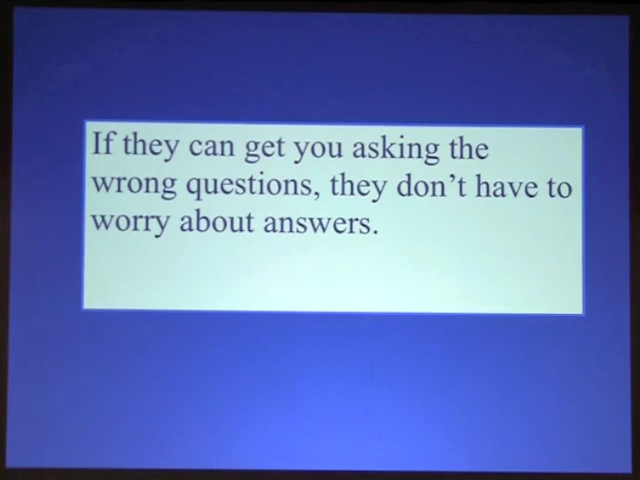 If they can get you asking the
wrong questions, they don't have to
worry about answers.